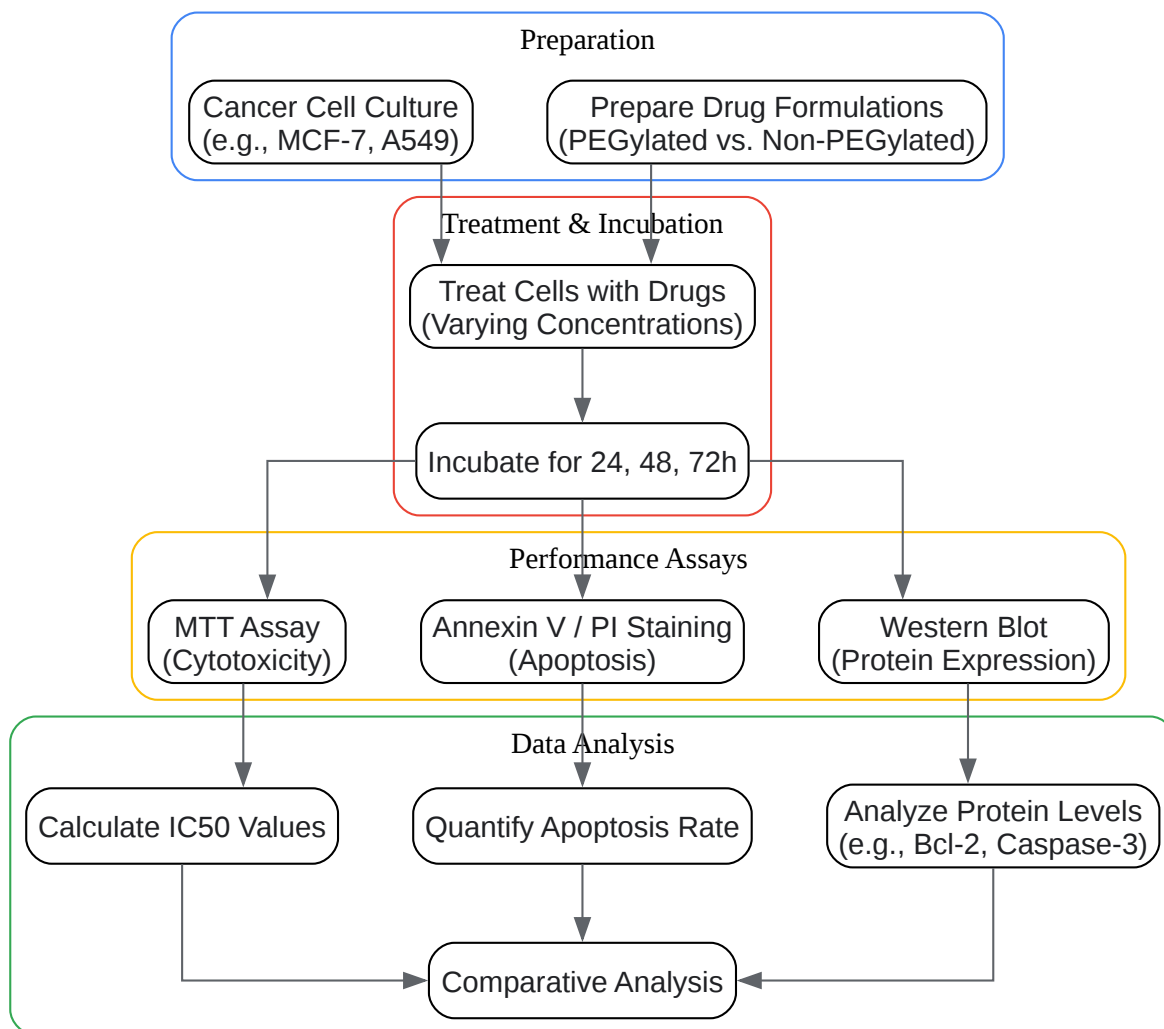 Preparation
Cancer Cell Culture
(e.g., MCF-7, A549)
Prepare Drug Formulations
(PEGylated vs. Non-PEGylated)
Treatment & Incubation
Treat Cells with Drugs
(Varying Concentrations)
Incubate for 24, 48, 72h
Performance Assays
MTT Assay
(Cytotoxicity)
Annexin V / PI Staining
(Apoptosis)
Western Blot
(Protein Expression)
Data Analysis
Calculate IC50 Values
Quantify Apoptosis Rate
Analyze Protein Levels
(e.g., Bcl-2, Caspase-3)
Comparative Analysis